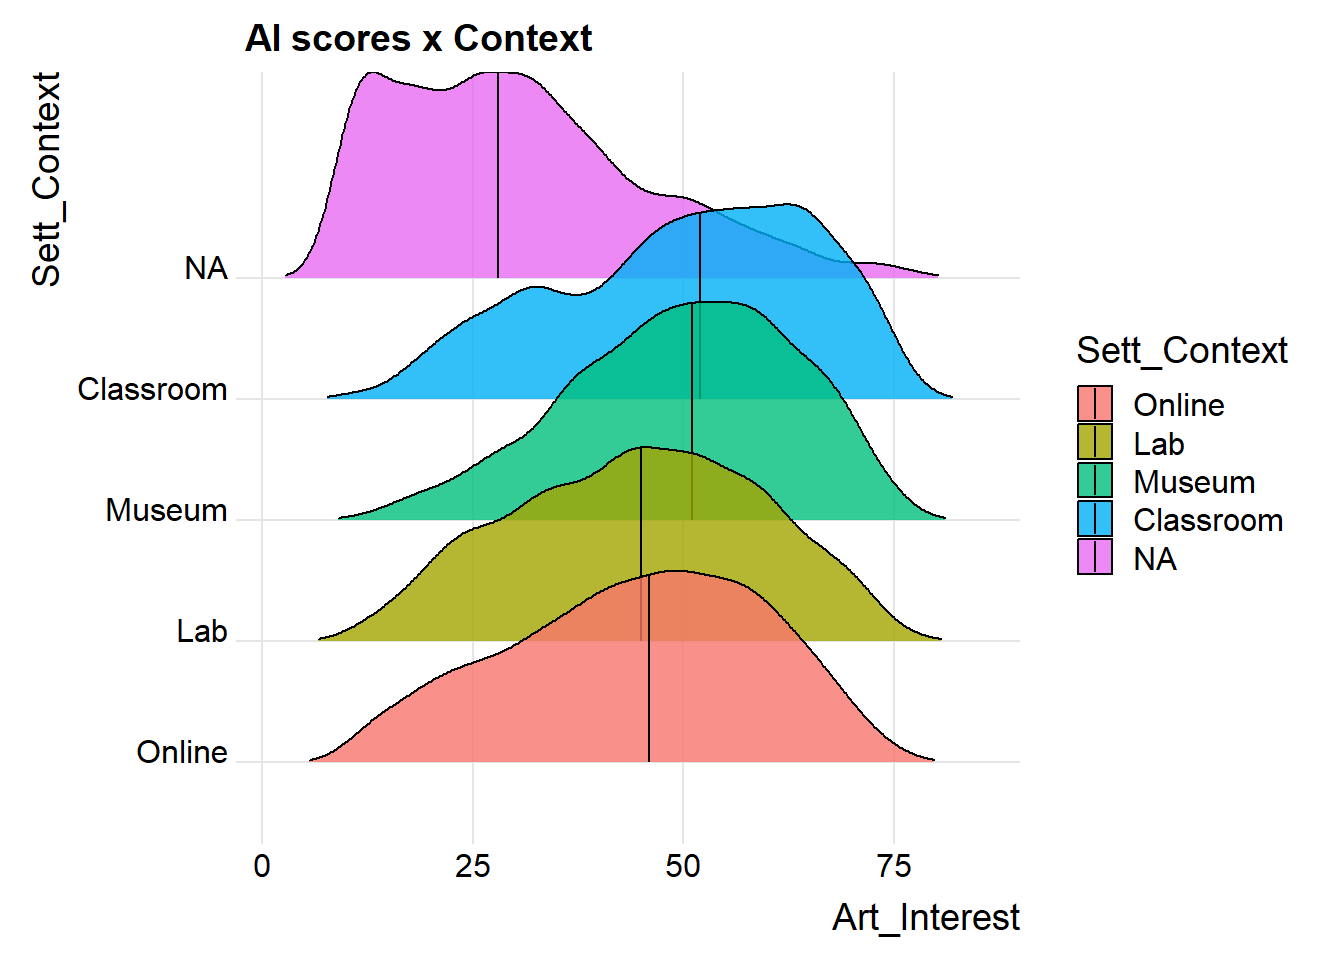 AI scores x Context
Sett_Context
NA
Classroom
Museum
Lab
Online
0 25 50 75
Art_Interest
Sett_Context
Online
Lab
Museum
Classroom
NA